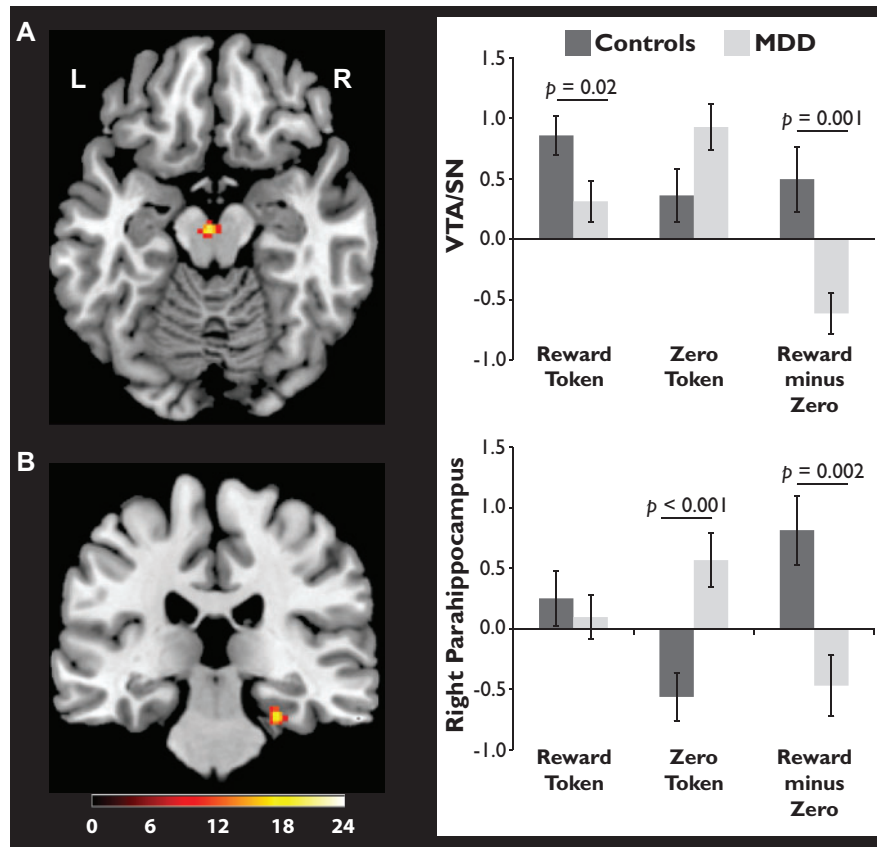 A
L
R
Controls
MDD
VTA/SN
1.5
1.0
0.5
0.0
-0.5
-1.0
p = 0.02
p = 0.001
Reward
Token
Zero
Token
Reward
minus
Zero
B
0 6 12 18 24
Right Parahippocampus
1.5
1.0
0.5
0.0
-0.5
-1.0
p < 0.001
p = 0.002
Reward
Token
Zero
Token
Reward
minus
Zero